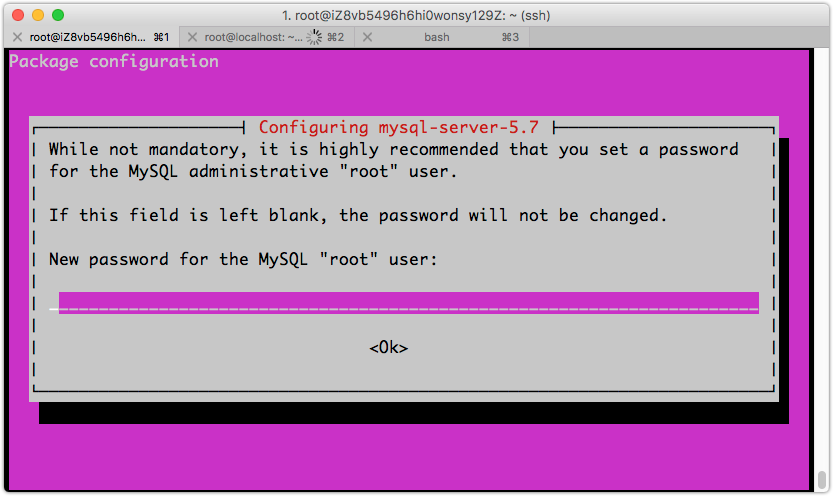 1. root@iZ8vb5496h6hi0wonsy129Z: ~ (ssh)
root@iZ8vb5496h6h... ⌘1 root@localhost: ~... ⌘2 bash ⌘3
Package configuration
Configuring mysql-server-5.7
While not mandatory, it is highly recommended that you set a password
for the MySQL administrative "root" user.
If this field is left blank, the password will not be changed.
New password for the MySQL "root" user:
<Ok>